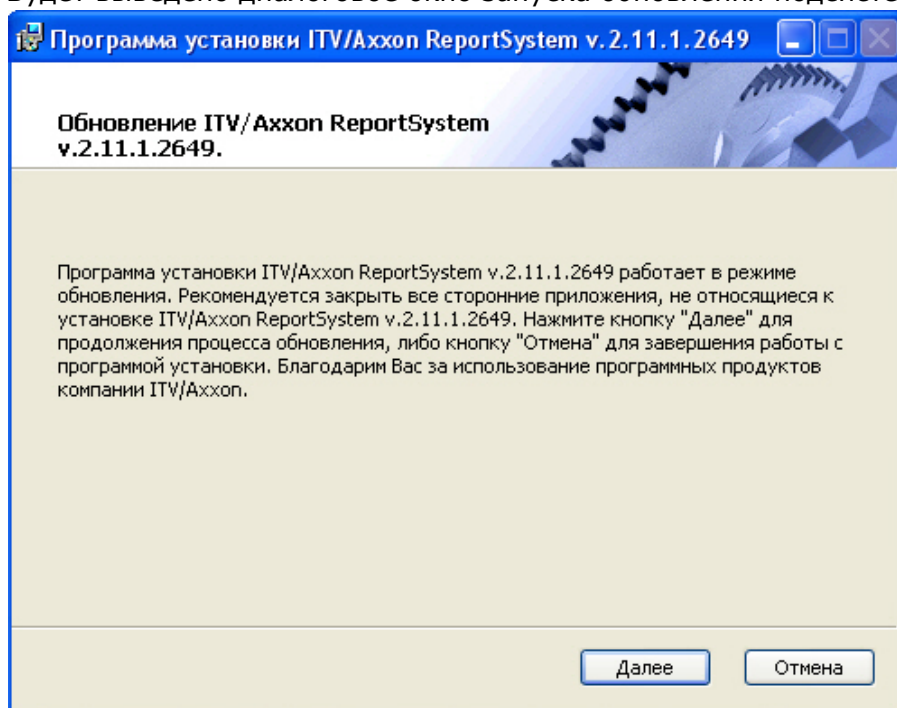 Программа установки ITV/Axxon ReportSystem v.2.11.1.2649
Обновление ITV/Axxon ReportSystem
v.2.11.1.2649.
Программа установки ITV/Axxon ReportSystem v.2.11.1.2649 работает в режиме
обновления. Рекомендуется закрыть все сторонние приложения, не относящиеся к
установке ITV/Axxon ReportSystem v.2.11.1.2649. Нажмите кнопку "Далее" для
продолжения процесса обновления, либо кнопку "Отмена" для завершения работы с
программой установки. Благодарим Вас за использование программных продуктов
компании ITV/Axxon.
Далее
Отмена